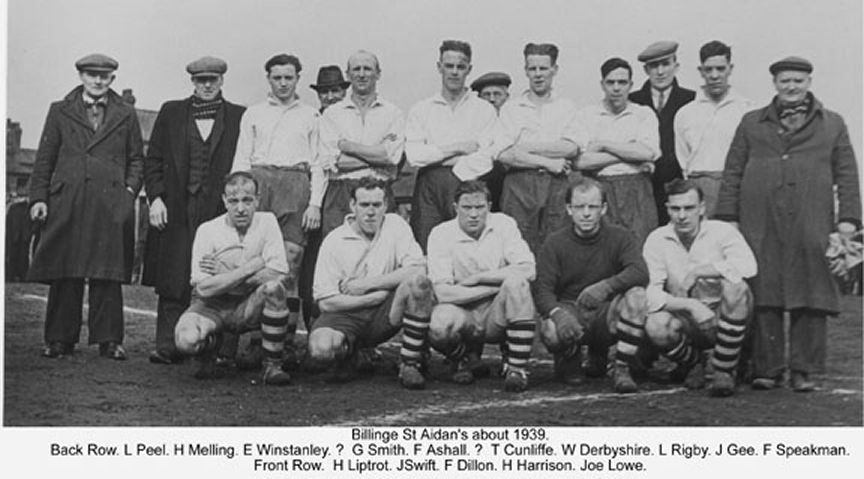 Billinge St Aidan's about 1939.
Back Row. L Peel. H Melling. E Winstanley. ? G Smith. F Ashall. ? T Cunliffe. W Derbyshire. L Rigby. J Gee. F Speakman.
Front Row. H Liptrot. JSwift. F Dillon. H Harrison. Joe Lowe.